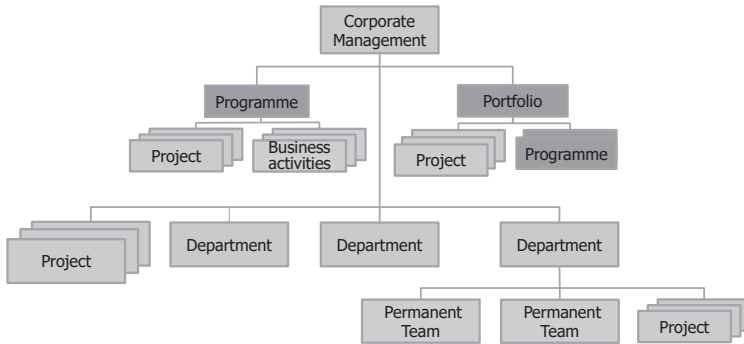 Corporate
Management
Programme
Portfolio
Project
Business
activities
Project
Programme
Project
Department
Department
Department
Permanent
Team
Permanent
Team
Project